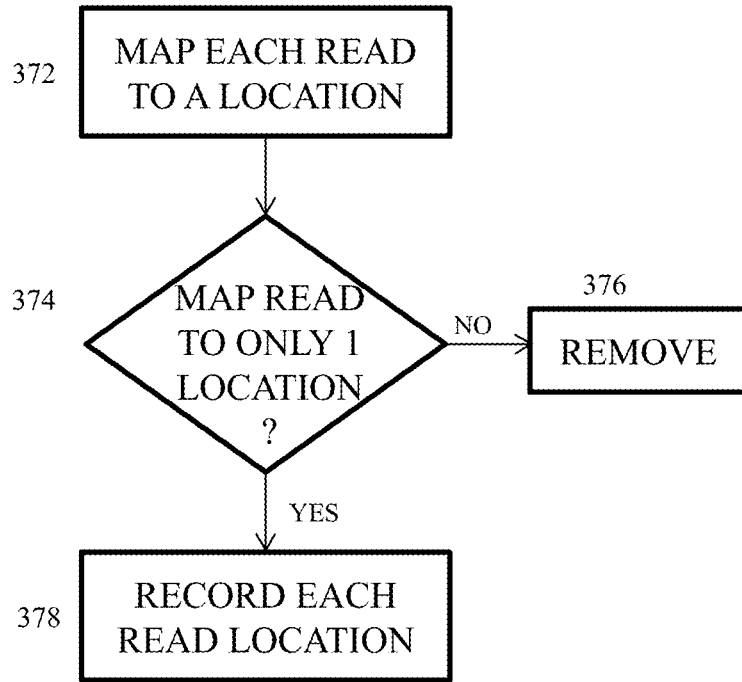 372
MAP EACH READ
TO A LOCATION
374
MAP READ
TO ONLY 1
LOCATION
?
NO
376
REMOVE
YES
378
RECORD EACH
READ LOCATION